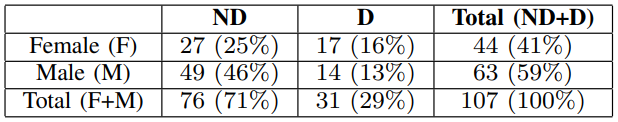 ND D Total (ND+D)
Female (F) 27 (25%) 17 (16%) 44 (41%)
Male (M) 49 (46%) 14 (13%) 63 (59%)
Total (F+M) 76 (71%) 31 (29%) 107 (100%)